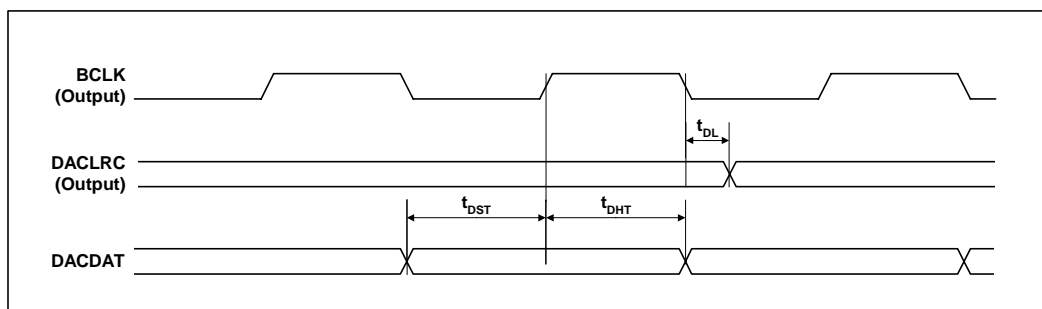 BCLK
(Output)
t_DL
DACLRC
(Output)
t_DST
t_DHT
DACDAT